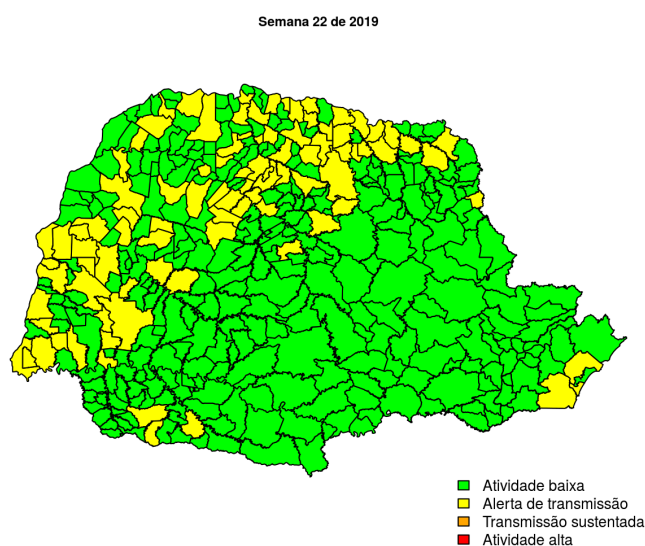 Semana 22 de 2019
Atividade baixa
Alerta de transmissão
Transmissão sustentada
Atividade alta